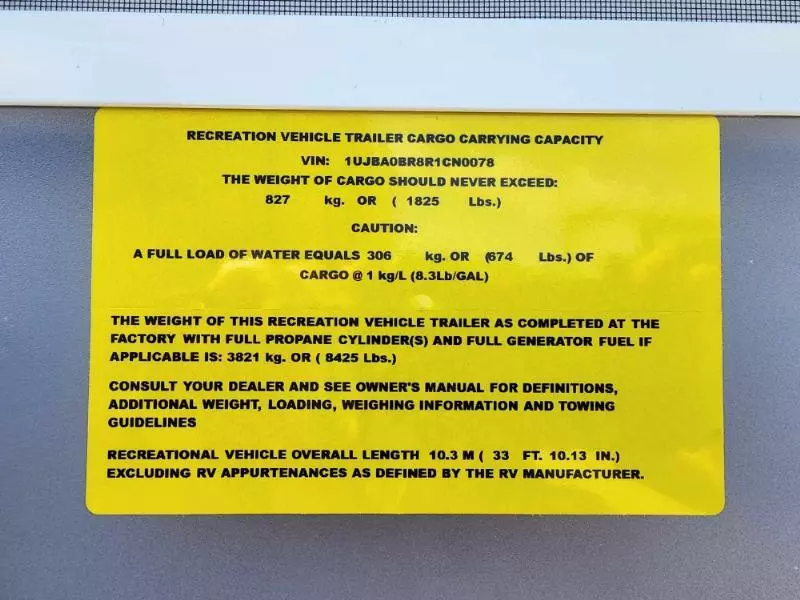 RECREATION VEHICLE TRAILER CARGO CARRYING CAPACITY
VIN: 1UJBA0BR8R1CN0078
THE WEIGHT OF CARGO SHOULD NEVER EXCEED:
827 kg. OR ( 1825 Lbs.)
CAUTION:
A FULL LOAD OF WATER EQUALS 306 kg. OR (674 Lbs.) OF
CARGO @ 1 kg/L (8.3Lb/GAL)
THE WEIGHT OF THIS RECREATION VEHICLE TRAILER AS COMPLETED AT THE
FACTORY WITH FULL PROPANE CYLINDER(S) AND FULL GENERATOR FUEL IF
APPLICABLE IS: 3821 kg. OR ( 8425 Lbs.)
CONSULT YOUR DEALER AND SEE OWNER'S MANUAL FOR DEFINITIONS,
ADDITIONAL WEIGHT, LOADING, WEIGHING INFORMATION AND TOWING
GUIDELINES
RECREATIONAL VEHICLE OVERALL LENGTH 10.3 M ( 33 FT. 10.13 IN.)
EXCLUDING RV APPURTENANCES AS DEFINED BY THE RV MANUFACTURER.